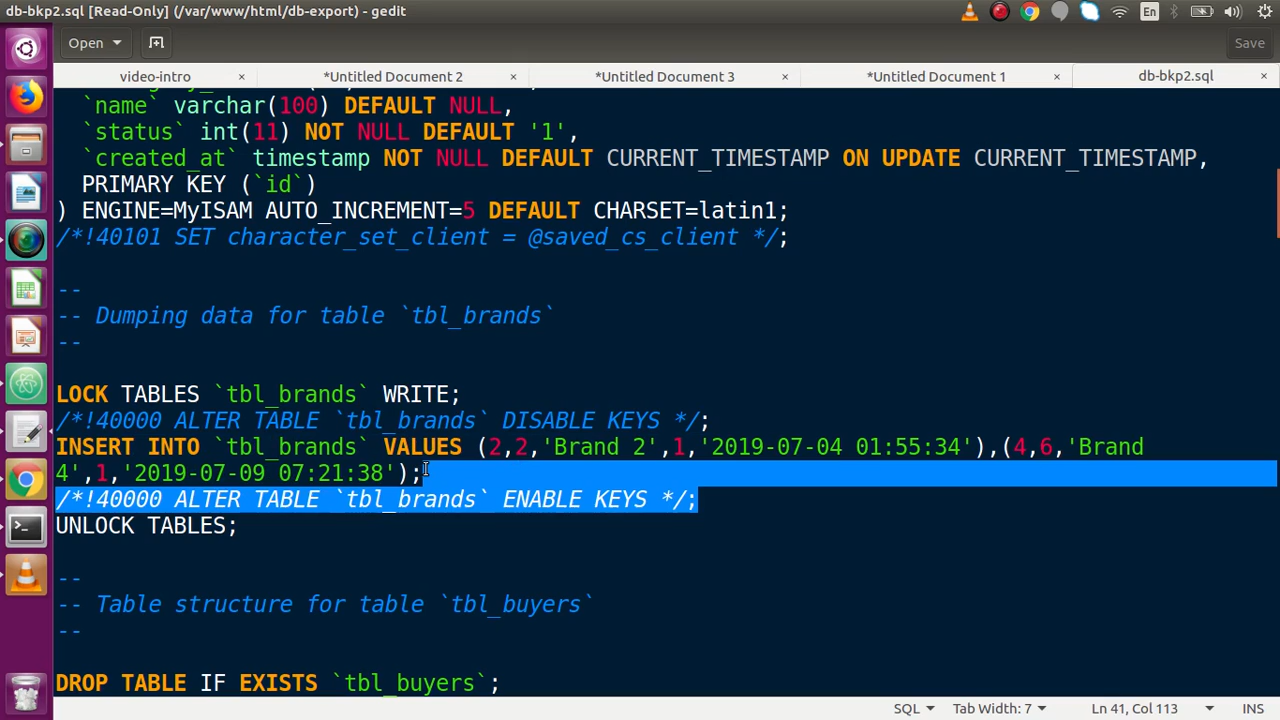 db-bkp2.sql [Read-Only] (/var/www/html/db-export) - gedit
En
Open
Save
video-intro × *Untitled Document 2 × *Untitled Document 3 × *Untitled Document 1 × db-bkp2.sql ×
`name` varchar(100) DEFAULT NULL,
`status` int(11) NOT NULL DEFAULT '1',
`created_at` timestamp NOT NULL DEFAULT CURRENT_TIMESTAMP ON UPDATE CURRENT_TIMESTAMP,
PRIMARY KEY (`id`)
) ENGINE=MyISAM AUTO_INCREMENT=5 DEFAULT CHARSET=latin1;
/*!40101 SET character_set_client = @saved_cs_client */;
--
-- Dumping data for table `tbl_brands`
--
LOCK TABLES `tbl_brands` WRITE;
/*!40000 ALTER TABLE `tbl_brands` DISABLE KEYS */;
INSERT INTO `tbl_brands` VALUES (2,2,'Brand 2',1,'2019-07-04 01:55:34'),(4,6,'Brand
4',1,'2019-07-09 07:21:38');
/*!40000 ALTER TABLE `tbl_brands` ENABLE KEYS */;
UNLOCK TABLES;
--
-- Table structure for table `tbl_buyers`
--
DROP TABLE IF EXISTS `tbl_buyers`;
SQL Tab Width: 7 Ln 41, Col 113 INS